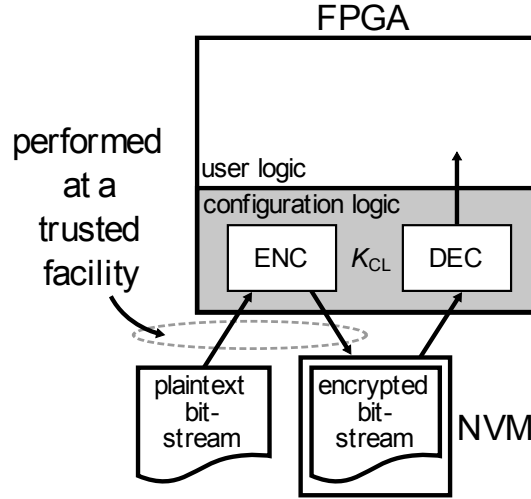 FPGA
performed
at a
trusted
facility
user logic
configuration logic
ENC
K_CL
DEC
plaintext
bit-
stream
encrypted
bit-
stream
NVM